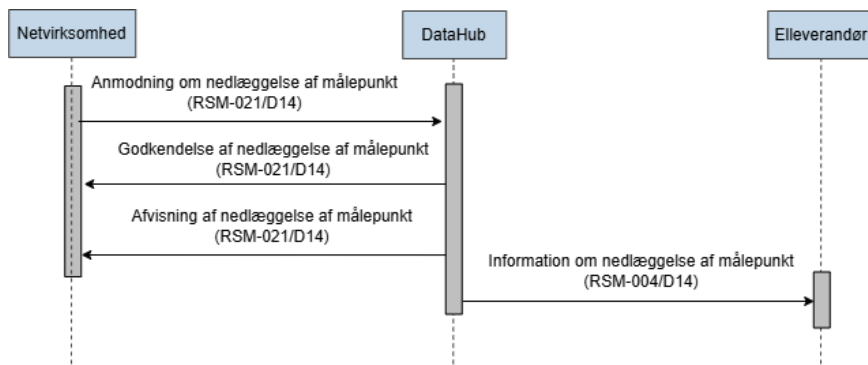 Netvirksomhed
DataHub
Elleverandør
Anmodning om nedlæggelse af målepunkt
(RSM-021/D14)
Godkendelse af nedlæggelse af målepunkt
(RSM-021/D14)
Afvisning af nedlæggelse af målepunkt
(RSM-021/D14)
Information om nedlæggelse af målepunkt
(RSM-004/D14)